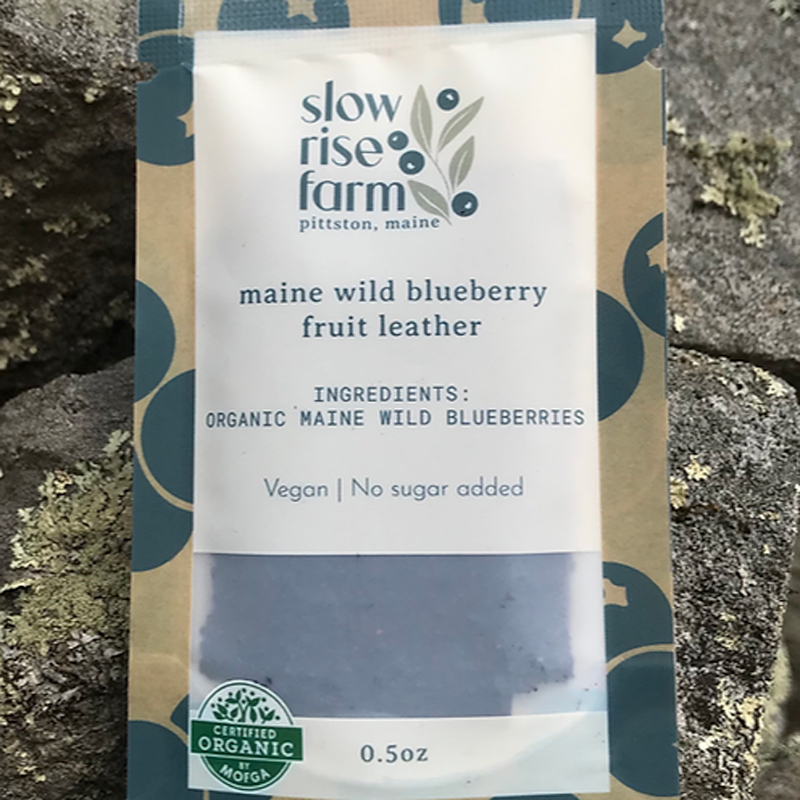 slow
rise
farm
pittston, maine
maine wild blueberry
fruit leather
INGREDIENTS:
ORGANIC MAINE WILD BLUEBERRIES
Vegan | No sugar added
CERTIFIED
ORGANIC
BY
MOFGA
0.5oz